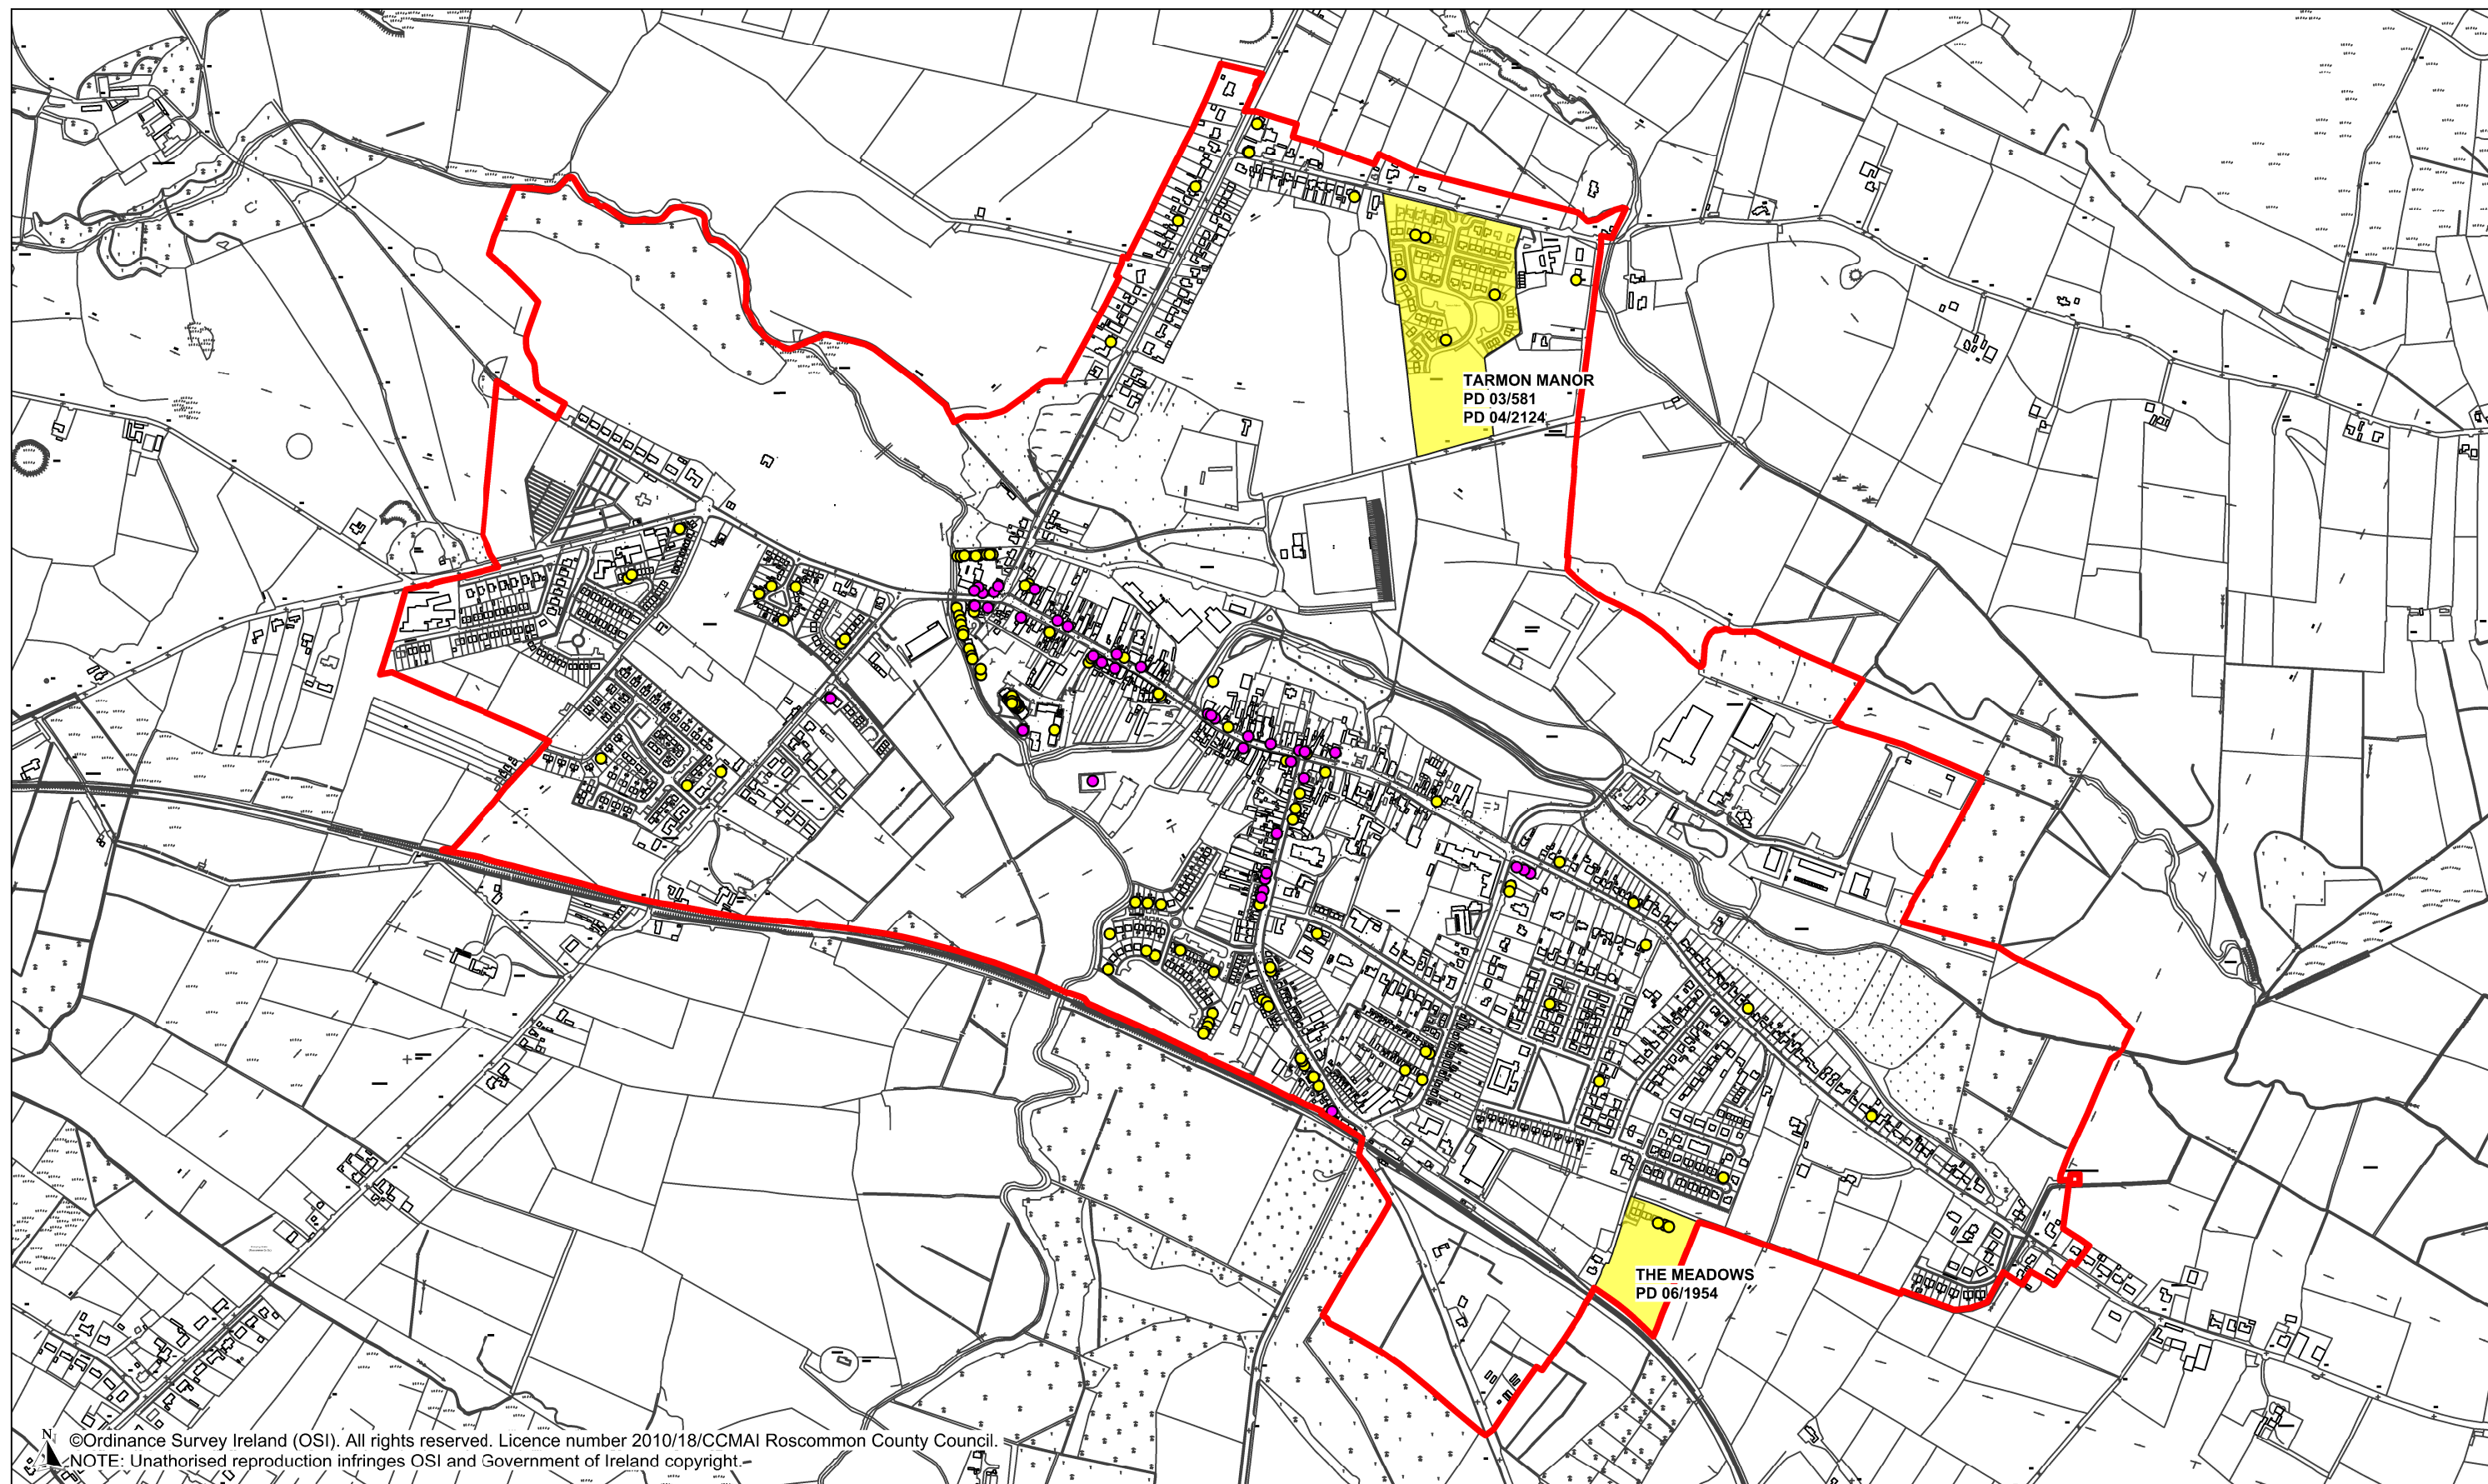 TARMON MANOR
PD 03/581
PD 04/2124
THE MEADOWS
PD 06/1954
N
©Ordinance Survey Ireland (OSI). All rights reserved. Licence number 2010/18/CCMAI Roscommon County Council.
NOTE: Unathorised reproduction infringes OSI and Government of Ireland copyright.